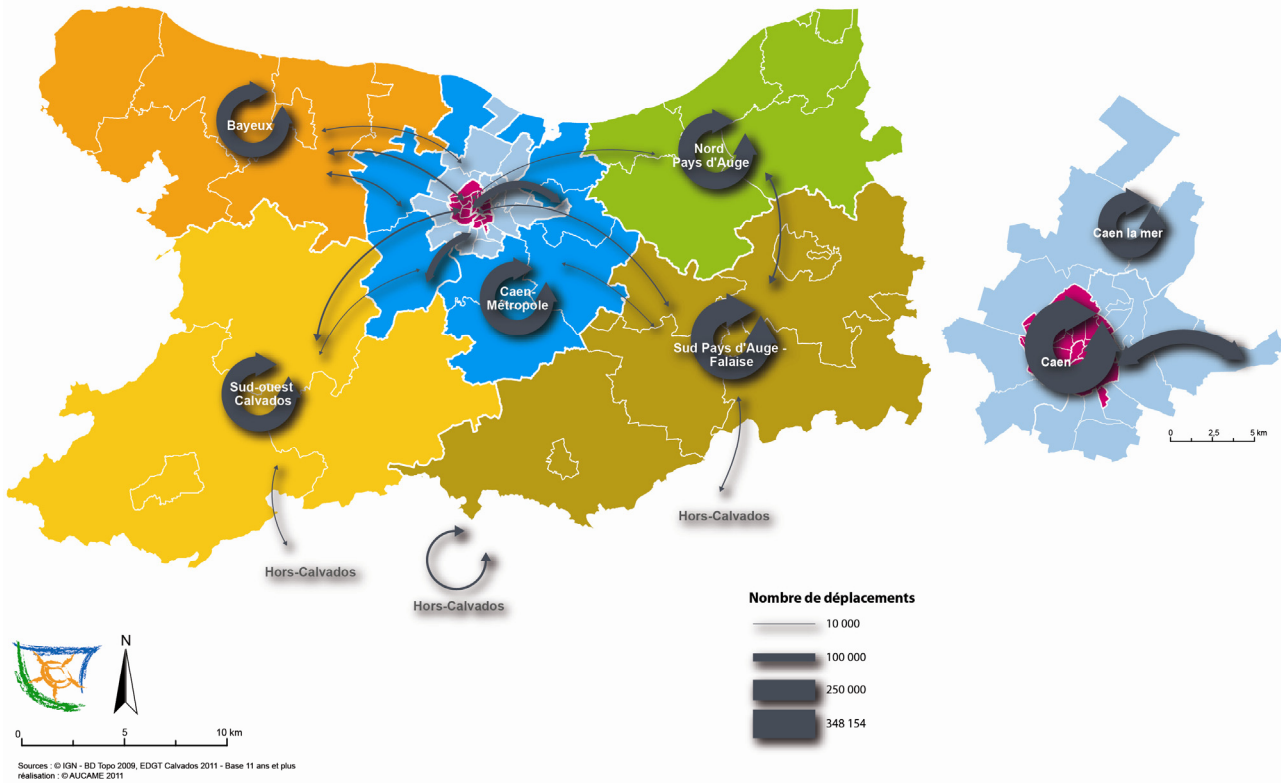 Bayeux
Nord
Pays d'Auge
Caen la mer
Caen-
Métropole
Caen
Sud Pays d'Auge -
Falaise
Sud-ouest
Calvados
0 2,5 5 km
Hors-Calvados
Hors-Calvados
Hors-Calvados
Nombre de déplacements
10 000
100 000
250 000
348 154
N
0 5 10 km
Sources : © IGN - BD Topo 2009, EDGT Calvados 2011 - Base 11 ans et plus
réalisation : © AUCAME 2011